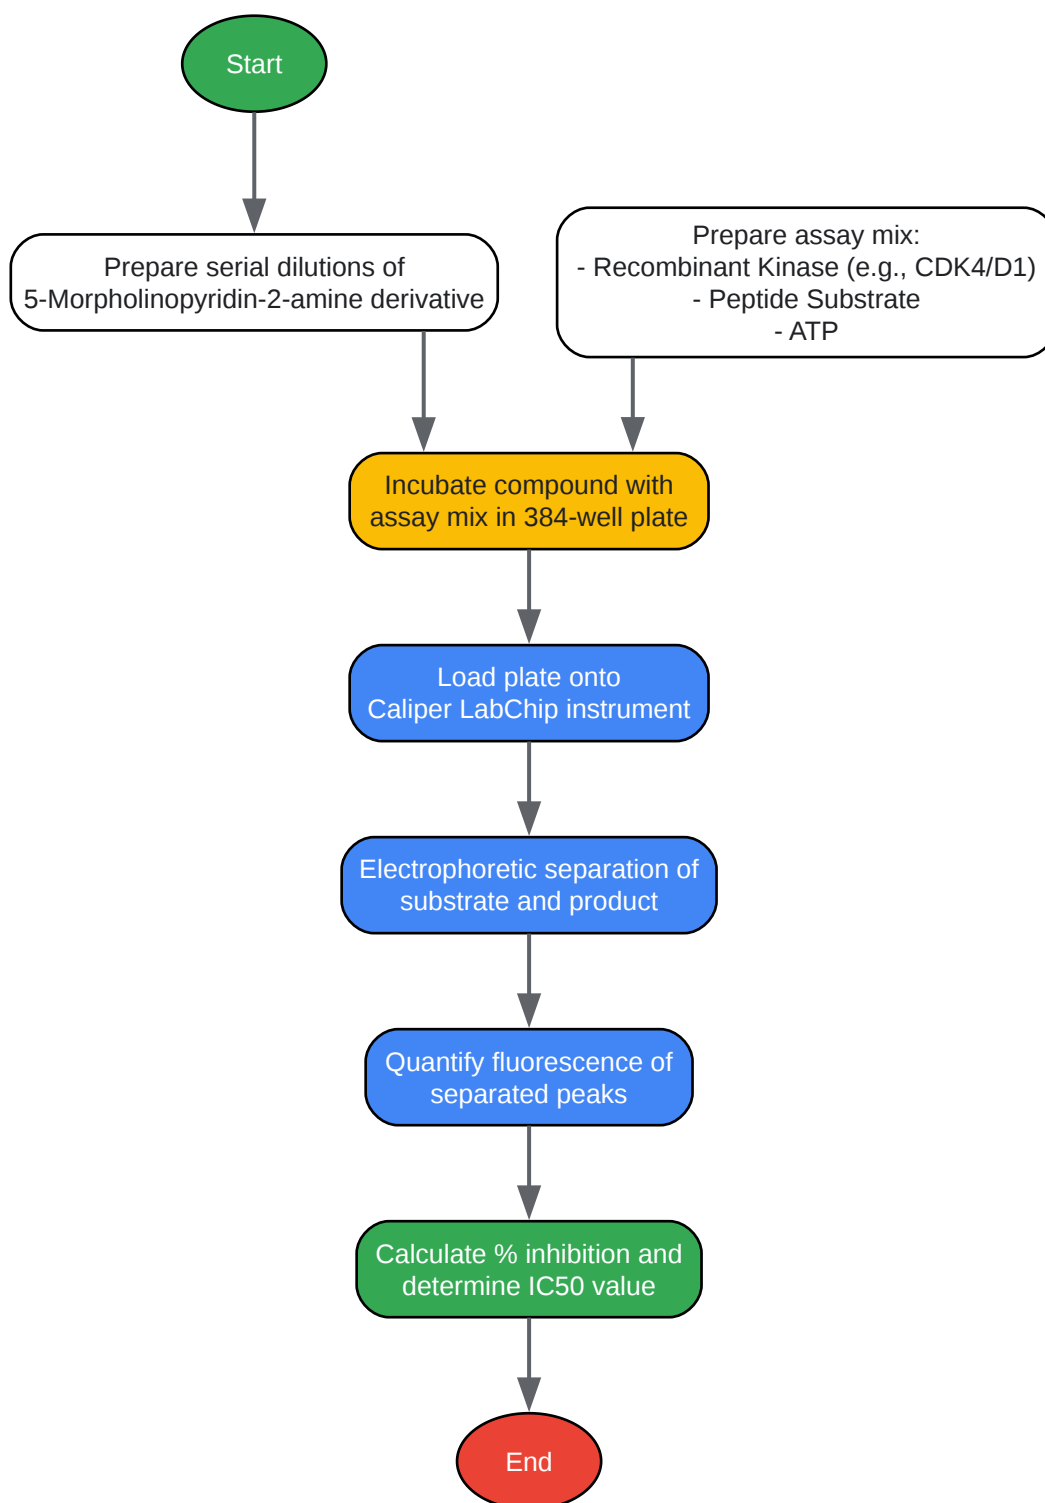 Start
Prepare serial dilutions of
5-Morpholinopyridin-2-amine derivative
Prepare assay mix:
- Recombinant Kinase (e.g., CDK4/D1)
- Peptide Substrate
- ATP
Incubate compound with
assay mix in 384-well plate
Load plate onto
Caliper LabChip instrument
Electrophoretic separation of
substrate and product
Quantify fluorescence of
separated peaks
Calculate % inhibition and
determine IC50 value
End